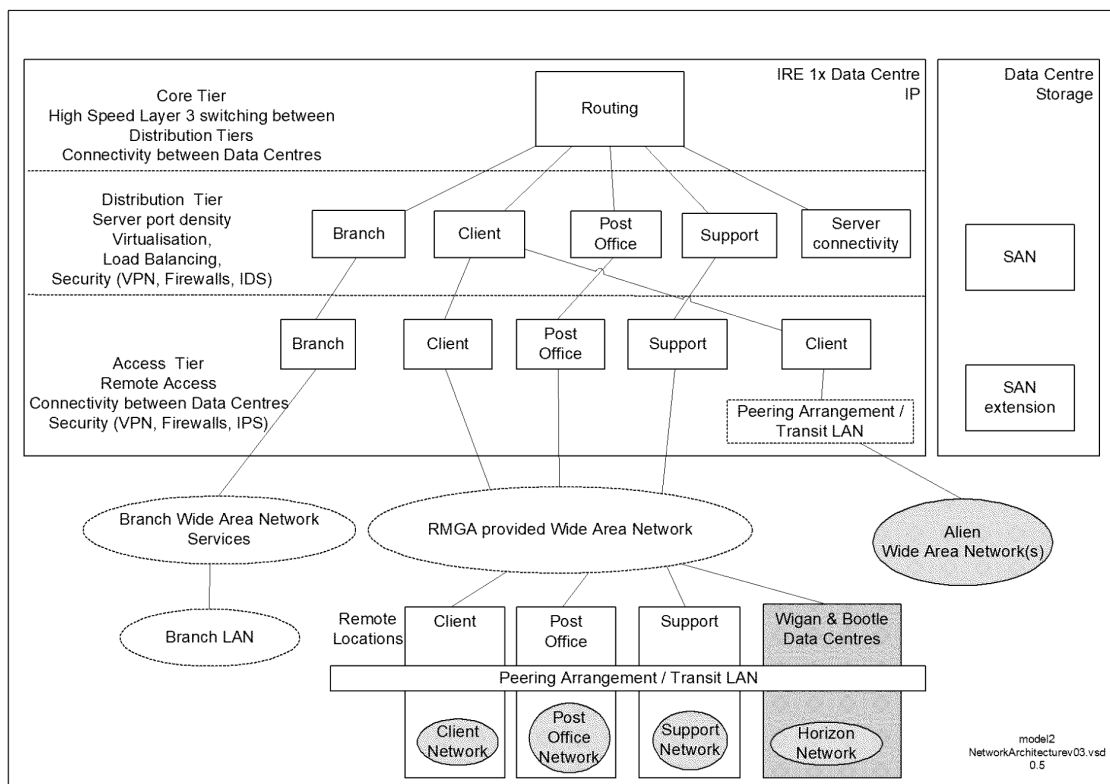 IRE 1x Data Centre
IP
Data Centre
Storage
Core Tier
High Speed Layer 3 switching between
Distribution Tiers
Connectivity between Data Centres
Routing
Distribution Tier
Server port density
Virtualisation,
Load Balancing,
Security (VPN, Firewalls, IDS)
Branch
Client
Post
Office
Support
Server
connectivity
SAN
Access Tier
Remote Access
Connectivity between Data Centres
Security (VPN, Firewalls, IPS)
Branch
Client
Post
Office
Support
Client
Peering Arrangement /
Transit LAN
SAN
extension
Branch Wide Area Network
Services
RMGA provided Wide Area Network
Alien
Wide Area Network(s)
Branch LAN
Remote
Locations
Client
Post
Office
Support
Wigan & Bootle
Data Centres
Peering Arrangement / Transit LAN
Client
Network
Post
Office
Network
Support
Network
Horizon
Network
model2
NetworkArchitecturev03.vsd
0.5